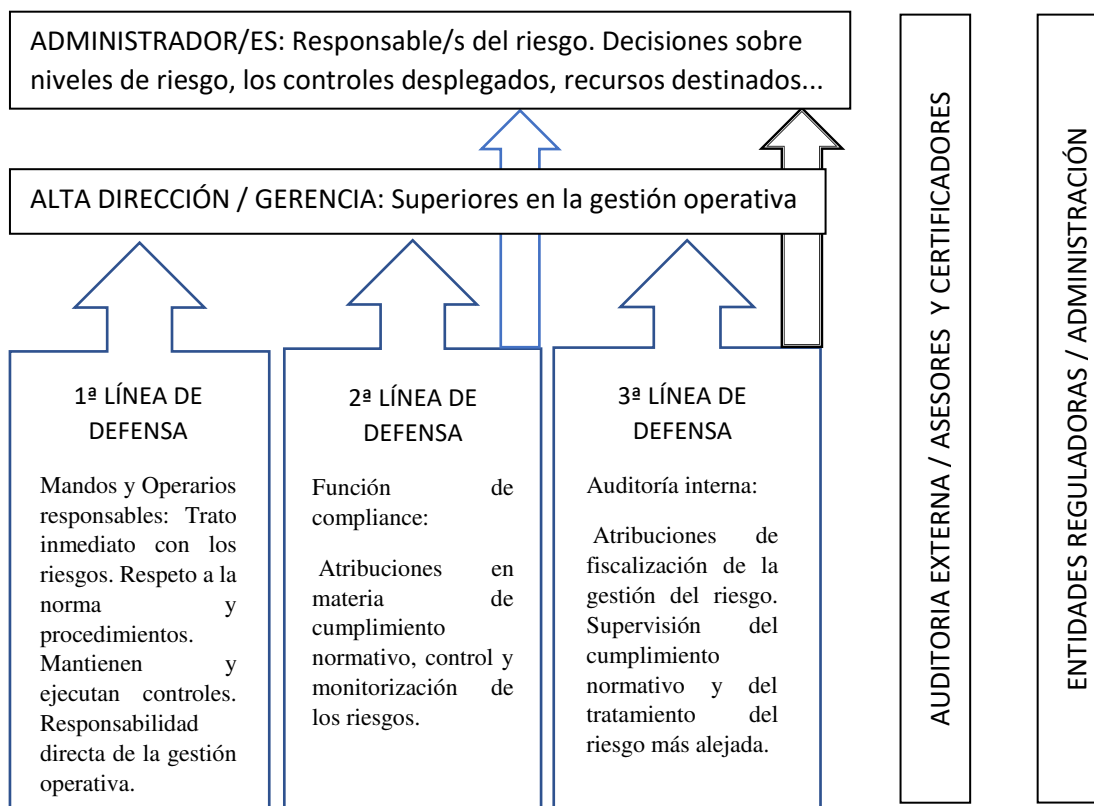 ADMINISTRADOR/ES: Responsable/s del riesgo. Decisiones sobre
niveles de riesgo, los controles desplegados, recursos destinados...
ALTA DIRECCIÓN / GERENCIA: Superiores en la gestión operativa
1ª LÍNEA DE
DEFENSA
Mandos y Operarios
responsables: Trato
inmediato con los
riesgos. Respeto a la
norma y
procedimientos.
Mantienen y
ejecutan controles.
Responsabilidad
directa de la gestión
operativa.
2ª LÍNEA DE
DEFENSA
Función de
compliance:
Atribuciones en
materia de
cumplimiento
normativo, control y
monitorización de
los riesgos.
3ª LÍNEA DE
DEFENSA
Auditoría interna:
Atribuciones de
fiscalización de la
gestión del riesgo.
Supervisión del
cumplimiento
normativo y del
tratamiento del
riesgo más alejada.
AUDITORIA EXTERNA / ASESORES Y CERTIFICADORES
ENTIDADES REGULADORAS / ADMINISTRACIÓN